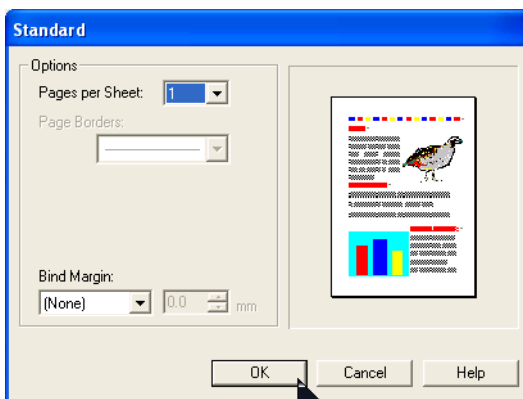 Standard
Options
Pages per Sheet: 1
Page Borders:
Bind Margin:
(None) 0.0 mm
OK Cancel Help